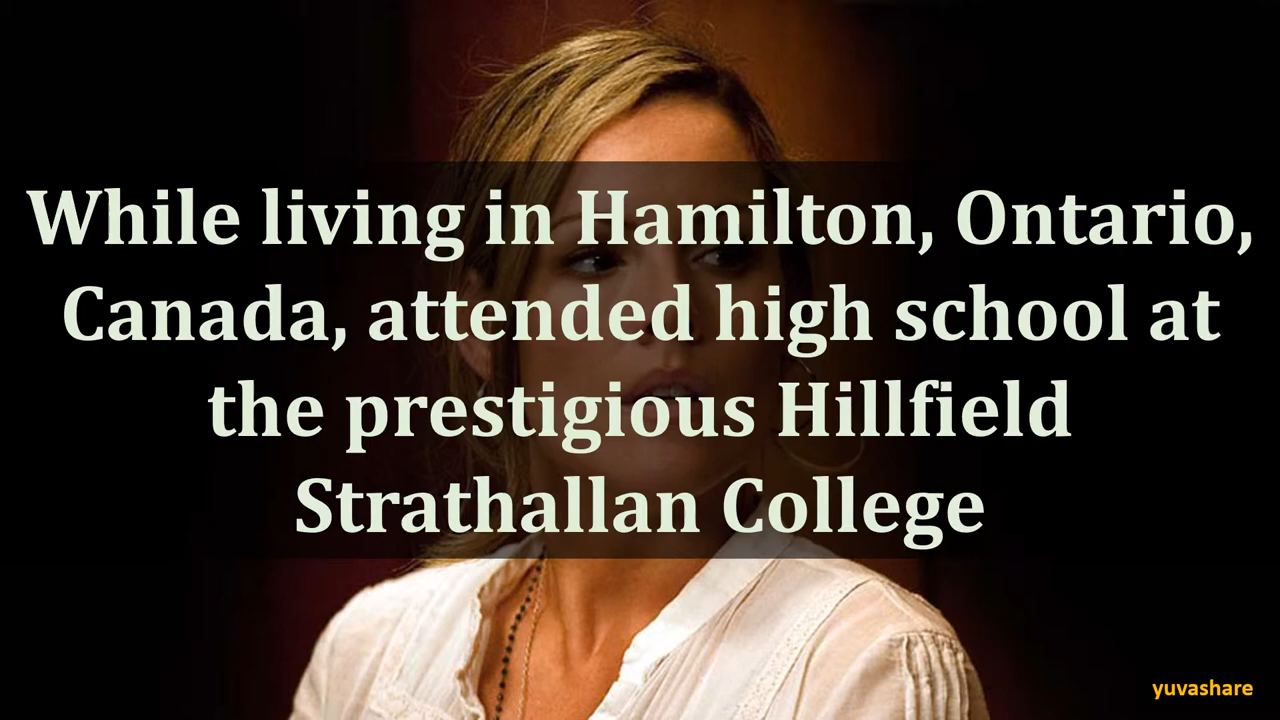 While living in Hamilton, Ontario,
Canada, attended high school at
the prestigious Hillfield
Strathallan College
yuvashare